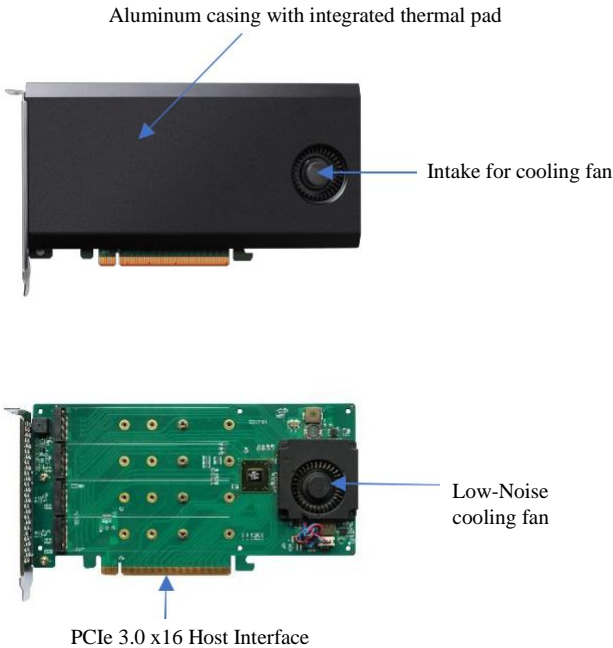 Aluminum casing with integrated thermal pad
Intake for cooling fan
Low-Noise
cooling fan
PCIe 3.0 x16 Host Interface